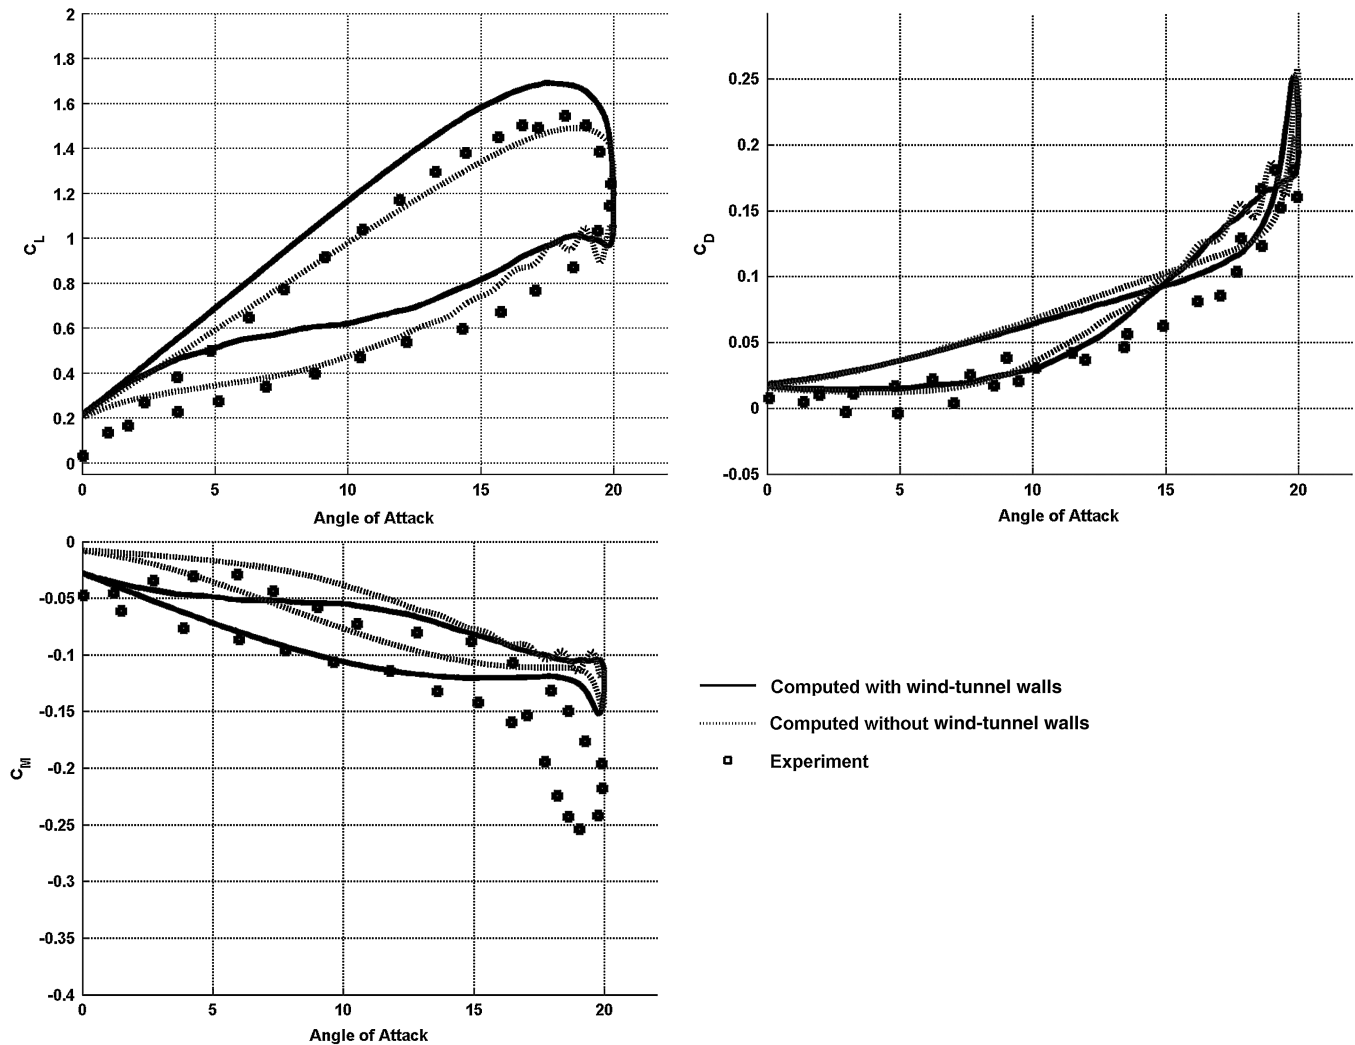 2
1.8
1.6
1.4
1.2
1
0.8
0.6
0.4
0.2
0
C_L
0 5 10 15 20
Angle of Attack
0.25
0.2
0.15
0.1
0.05
0
-0.05
C_D
0 5 10 15 20
Angle of Attack
0
-0.05
-0.1
-0.15
-0.2
-0.25
-0.3
-0.35
-0.4
C_M
0 5 10 15 20
Angle of Attack
Computed with wind-tunnel walls
Computed without wind-tunnel walls
Experiment